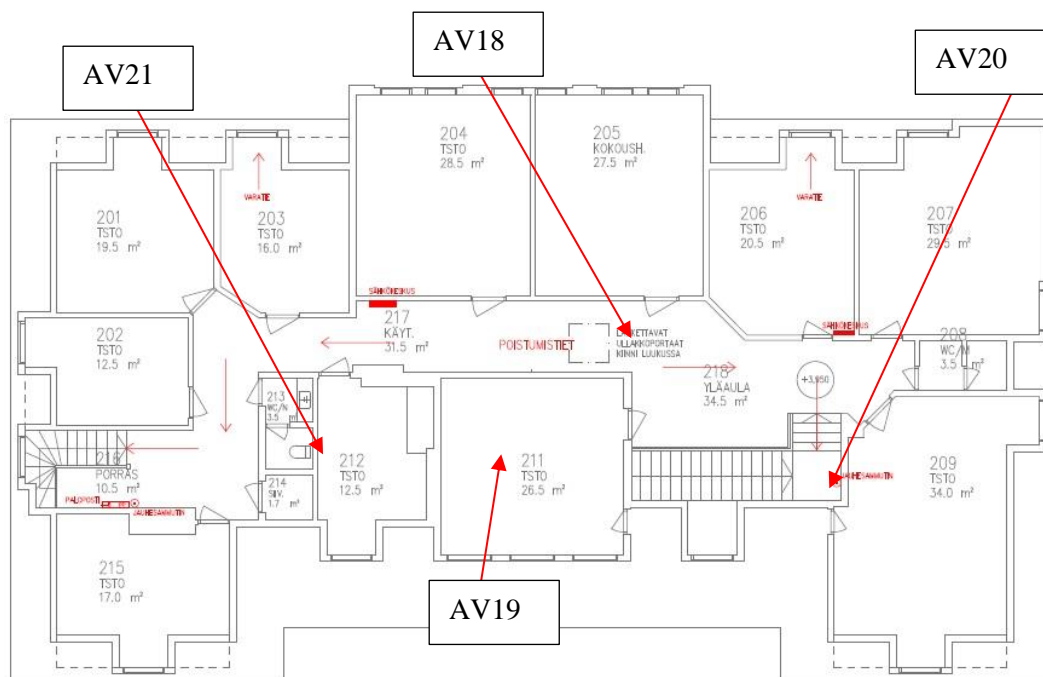 AV18
AV21
AV20
204
TSTO
28.5 m²
205
KOKOUSH.
27.5 m²
201
TSTO
19.5 m²
VARATIE
203
TSTO
16.0 m²
206
TSTO
20.5 m²
VARATIE
207
TSTO
29.5 m²
SÄHKÖKESKUS
217
KÄYT.
31.5 m²
POISTUMISTIET
ULLAKKOPORTAAT
KIINNI LUUKUSSA
SÄHKÖKESKUS
208
WC/M
3.5 m²
202
TSTO
12.5 m²
218
YLÄAULA
34.5 m²
+3,950
213
WC/N
3.5 m²
212
TSTO
12.5 m²
211
TSTO
26.5 m²
216
PORRAS
10.5 m²
214
SIIV.
1.7 m²
PALOPOSTI
JAUHESAMMUTIN
JAUHESAMMUTIN
209
TSTO
34.0 m²
215
TSTO
17.0 m²
AV19